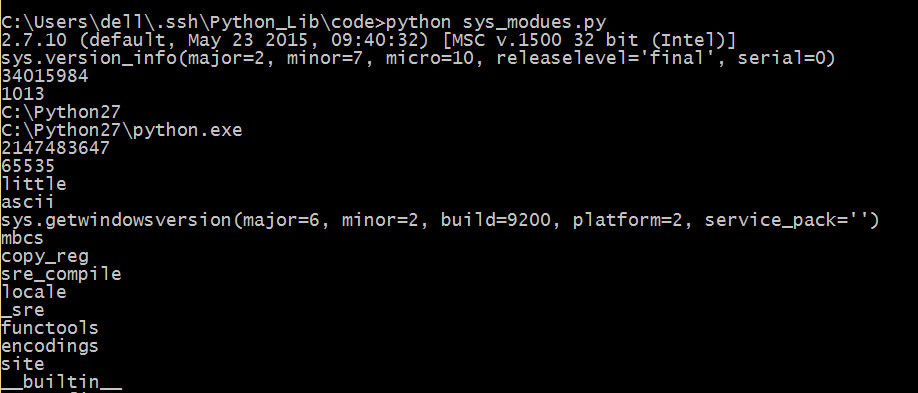 C:\Users\dell\.ssh\Python_Lib\code>python sys_modues.py
2.7.10 (default, May 23 2015, 09:40:32) [MSC v.1500 32 bit (Intel)]
sys.version_info(major=2, minor=7, micro=10, releaselevel='final', serial=0)
34015984
1013
C:\Python27
C:\Python27\python.exe
2147483647
65535
little
ascii
sys.getwindowsversion(major=6, minor=2, build=9200, platform=2, service_pack='')
mbcs
copy_reg
sre_compile
locale
_sre
functools
encodings
site
__builtin__